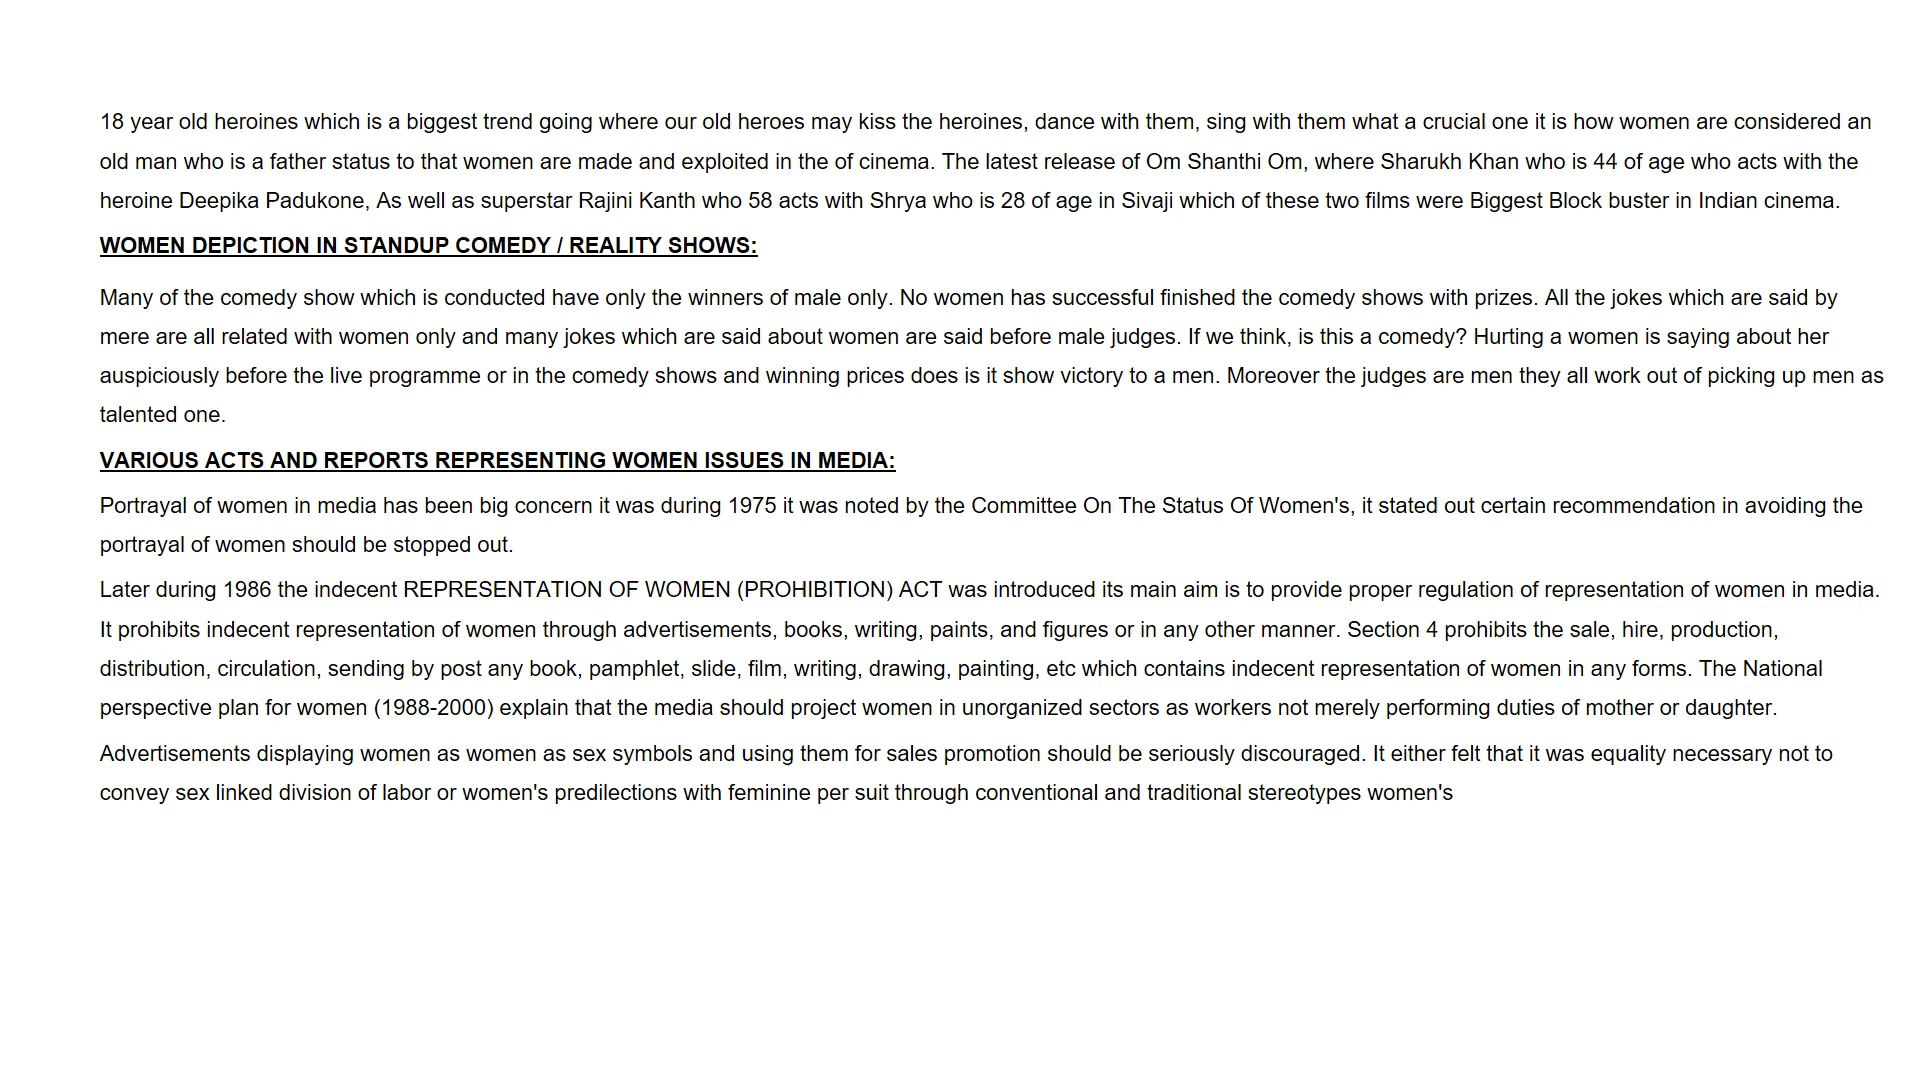 18 year old heroines which is a biggest trend going where our old heroes may kiss the heroines, dance with them, sing with them what a crucial one it is how women are considered an
old man who is a father status to that women are made and exploited in the of cinema. The latest release of Om Shanthi Om, where Sharukh Khan who is 44 of age who acts with the
heroine Deepika Padukone, As well as superstar Rajini Kanth who 58 acts with Shrya who is 28 of age in Sivaji which of these two films were Biggest Block buster in Indian cinema.
WOMEN DEPICTION IN STANDUP COMEDY / REALITY SHOWS:
Many of the comedy show which is conducted have only the winners of male only. No women has successful finished the comedy shows with prizes. All the jokes which are said by
mere are all related with women only and many jokes which are said about women are said before male judges. If we think, is this a comedy? Hurting a women is saying about her
auspiciously before the live programme or in the comedy shows and winning prices does is it show victory to a men. Moreover the judges are men they all work out of picking up men as
talented one.
VARIOUS ACTS AND REPORTS REPRESENTING WOMEN ISSUES IN MEDIA:
Portrayal of women in media has been big concern it was during 1975 it was noted by the Committee On The Status Of Women's, it stated out certain recommendation in avoiding the
portrayal of women should be stopped out.
Later during 1986 the indecent REPRESENTATION OF WOMEN (PROHIBITION) ACT was introduced its main aim is to provide proper regulation of representation of women in media.
It prohibits indecent representation of women through advertisements, books, writing, paints, and figures or in any other manner. Section 4 prohibits the sale, hire, production,
distribution, circulation, sending by post any book, pamphlet, slide, film, writing, drawing, painting, etc which contains indecent representation of women in any forms. The National
perspective plan for women (1988-2000) explain that the media should project women in unorganized sectors as workers not merely performing duties of mother or daughter.
Advertisements displaying women as women as sex symbols and using them for sales promotion should be seriously discouraged. It either felt that it was equality necessary not to
convey sex linked division of labor or women's predilections with feminine per suit through conventional and traditional stereotypes women's